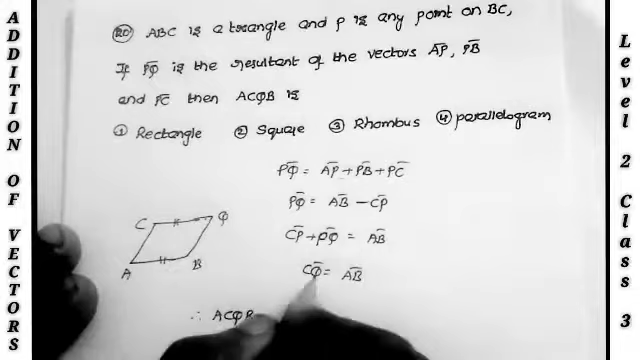 ADDITION OF VECTORS
20 ABC is a triangle and P is any point on BC,
If PQ̄ is the resultant of the vectors AP̄, PB̄
and PC̄ then ACQB is
① Rectangle ② Square ③ Rhombus ④ parallelogram
PQ̄ = AP̄ + PB̄ + PC̄
PQ̄ = AB̄ - CP̄
CP̄ + PQ̄ = AB̄
CQ̄ = AB̄
C Q
A B
∴ ACQB
Level 2 Class 3